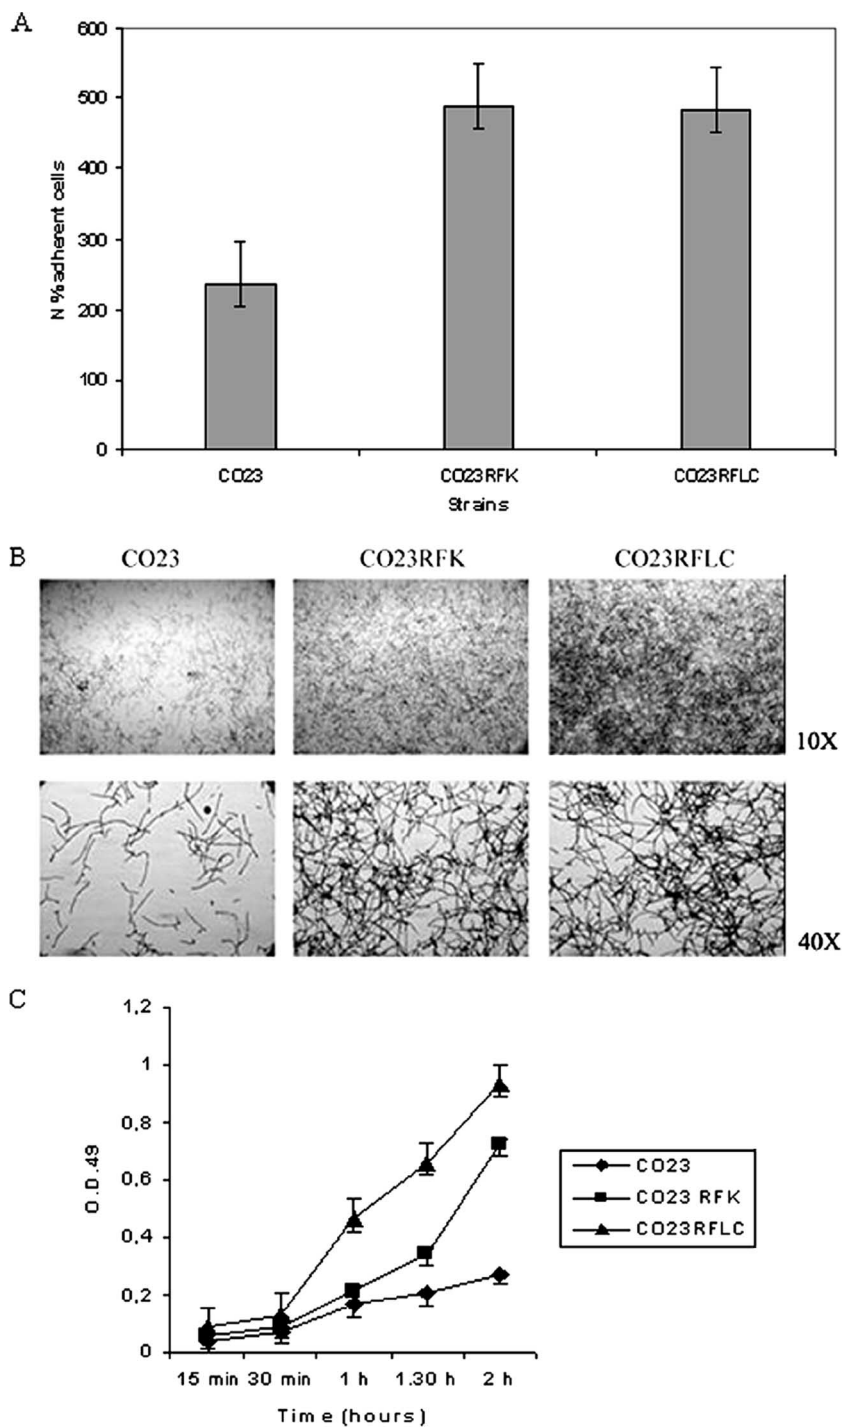 A
600
500
400
300
200
100
0
N % adherent cells
CO23 CO23RFK CO23RFLC
Strains
B
CO23 CO23RFK CO23RFLC
10X
40X
C
1,2
1
0,8
0,6
0,4
0,2
0
O.D.49
15 min 30 min 1 h 1.30 h 2 h
Time (hours)
CO23
CO23 RFK
CO23RFLC